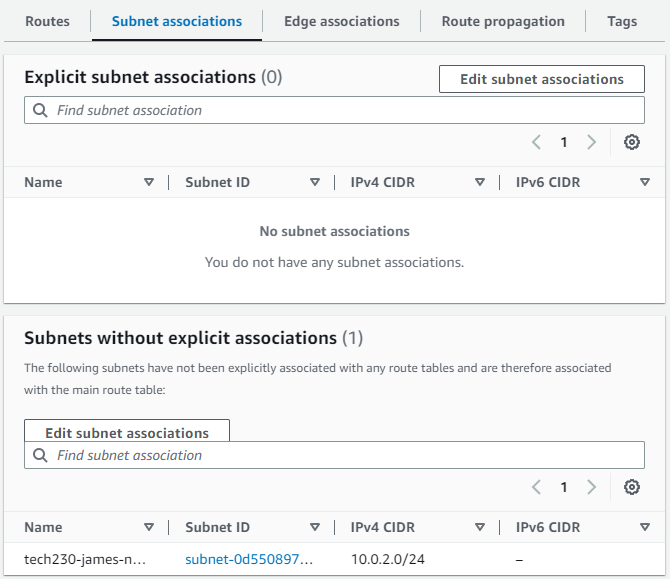 Routes Subnet associations Edge associations Route propagation Tags
Explicit subnet associations (0)
Edit subnet associations
Find subnet association
1
Name Subnet ID IPv4 CIDR IPv6 CIDR
No subnet associations
You do not have any subnet associations.
Subnets without explicit associations (1)
The following subnets have not been explicitly associated with any route tables and are therefore associated
with the main route table:
Edit subnet associations
Find subnet association
1
Name Subnet ID IPv4 CIDR IPv6 CIDR
tech230-james-n... subnet-0d550897... 10.0.2.0/24 –